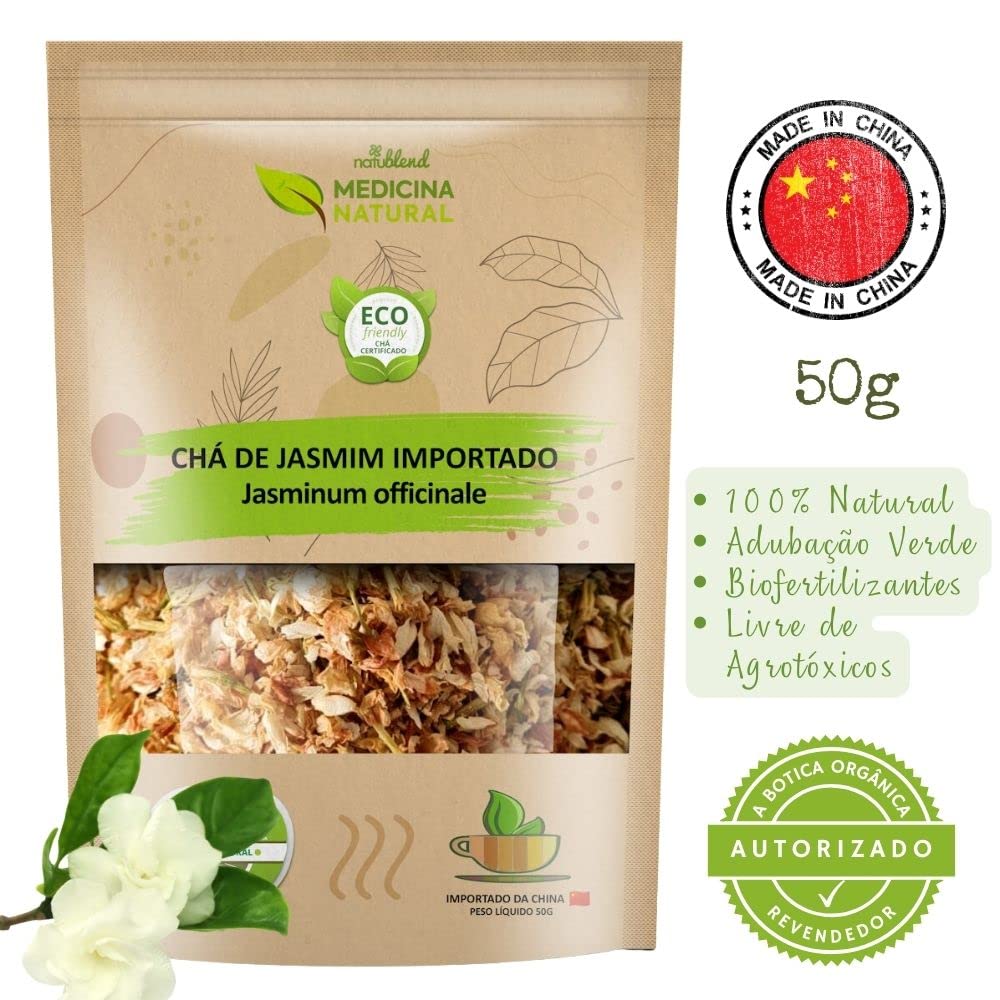 natublend
MEDICINA
NATURAL
ECO
friendly
CHÁ
CERTIFICADO
CHÁ DE JASMIM IMPORTADO
Jasminum officinale
IMPORTADO DA CHINA
PESO LÍQUIDO 50G
MADE IN CHINA
MADE IN CHINA
50g
• 100% Natural
• Adubação Verde
• Biofertilizantes
• Livre de
Agrotóxicos
A BOTICA ORGÂNICA
AUTORIZADO
REVENDEDOR